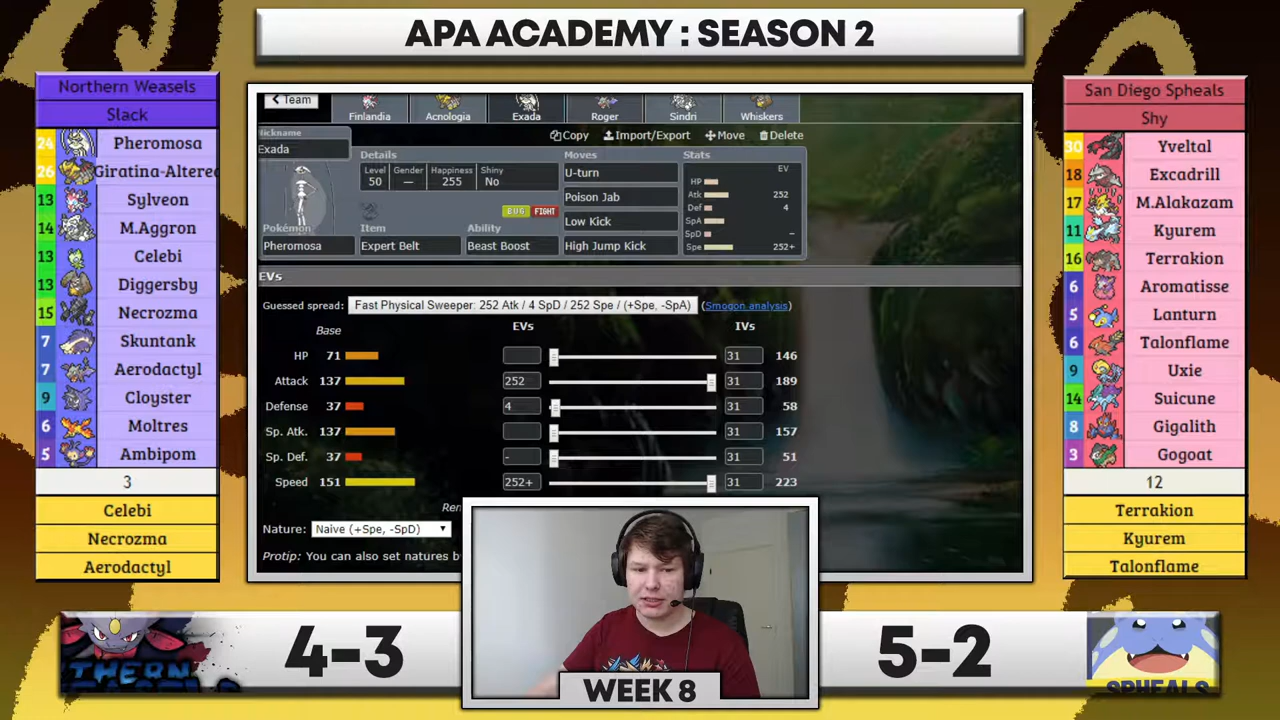 APA ACADEMY : SEASON 2
Northern Weasels
Slack
24 Pheromosa
26 Giratina-Altered
13 Sylveon
14 M.Aggron
13 Celebi
13 Diggersby
15 Necrozma
7 Skuntank
7 Aerodactyl
9 Cloyster
6 Moltres
5 Ambipom
3
Celebi
Necrozma
Aerodactyl
Team
Finlandia Acnologia Exada Roger Sindri Whiskers
Copy Import/Export Move Delete
Nickname
Exada
Details
Level Gender Happiness Shiny
50 — 255 No
BUG FIGHT
Pokémon Item Ability
Pheromosa Expert Belt Beast Boost
Moves
U-turn
Poison Jab
Low Kick
High Jump Kick
Stats
EV
HP
Atk 252
Def 4
SpA
SpD –
Spe 252+
EVs
Guessed spread: Fast Physical Sweeper: 252 Atk / 4 SpD / 252 Spe / (+Spe, -SpA) (Smogon analysis)
Base EVs IVs
HP 71 31 146
Attack 137 252 31 189
Defense 37 4 31 58
Sp. Atk. 137 31 157
Sp. Def. 37 - 31 51
Speed 151 252+ 31 223
Nature: Naive (+Spe, -SpD)
Protip: You can also set natures b
San Diego Spheals
Shy
30 Yveltal
18 Excadrill
17 M.Alakazam
11 Kyurem
16 Terrakion
6 Aromatisse
5 Lanturn
6 Talonflame
9 Uxie
14 Suicune
8 Gigalith
3 Gogoat
12
Terrakion
Kyurem
Talonflame
4-3
WEEK 8
5-2
SPHEALS